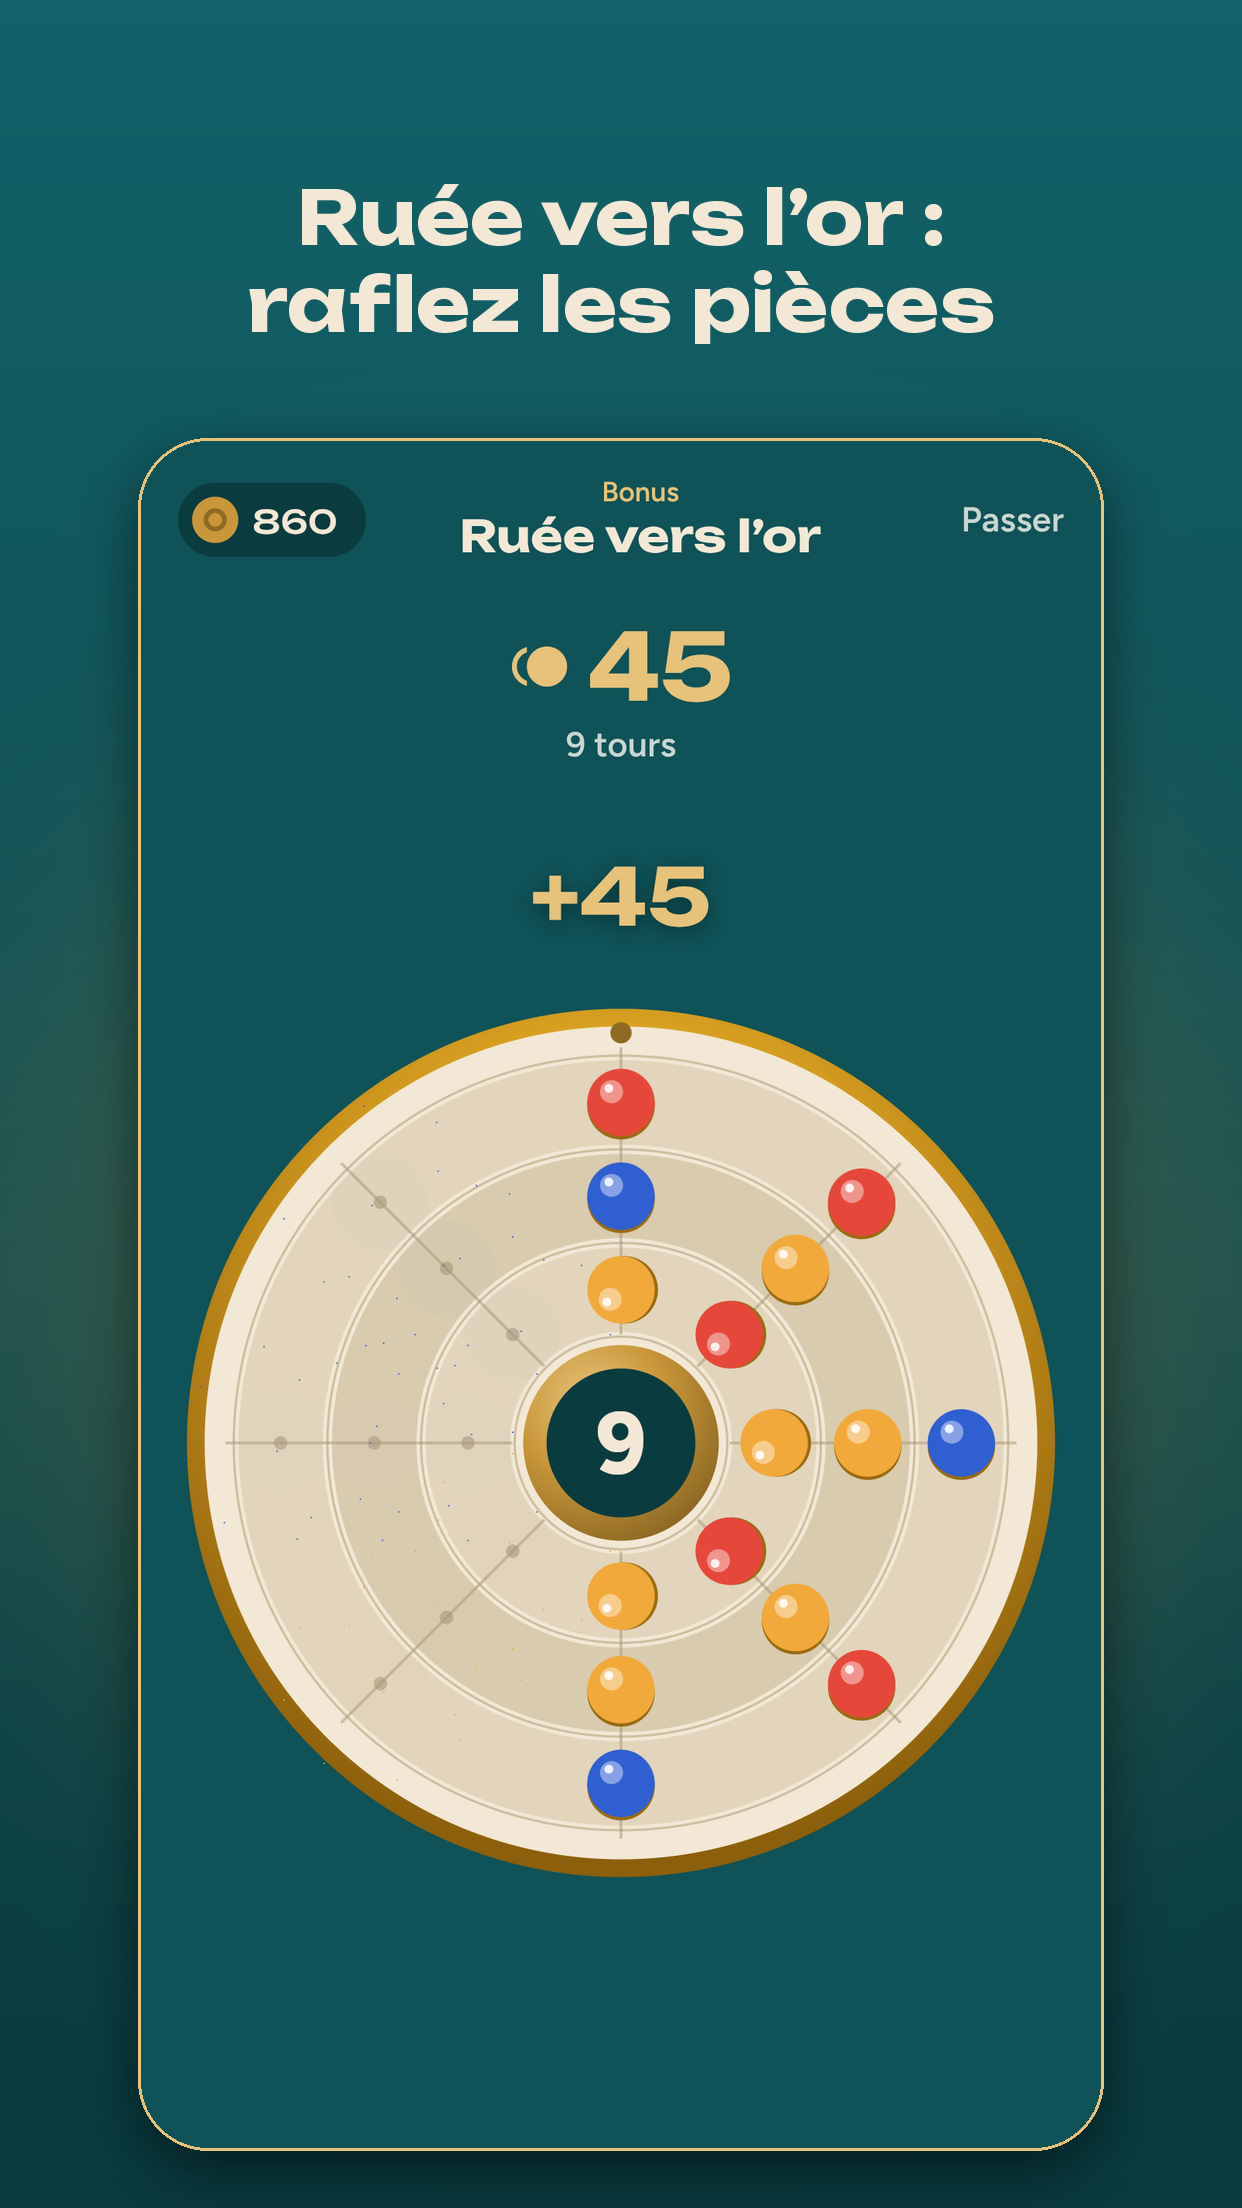 Ruée vers l’or :
raflez les pièces
860
Bonus
Ruée vers l’or
Passer
45
9 tours
+45
9